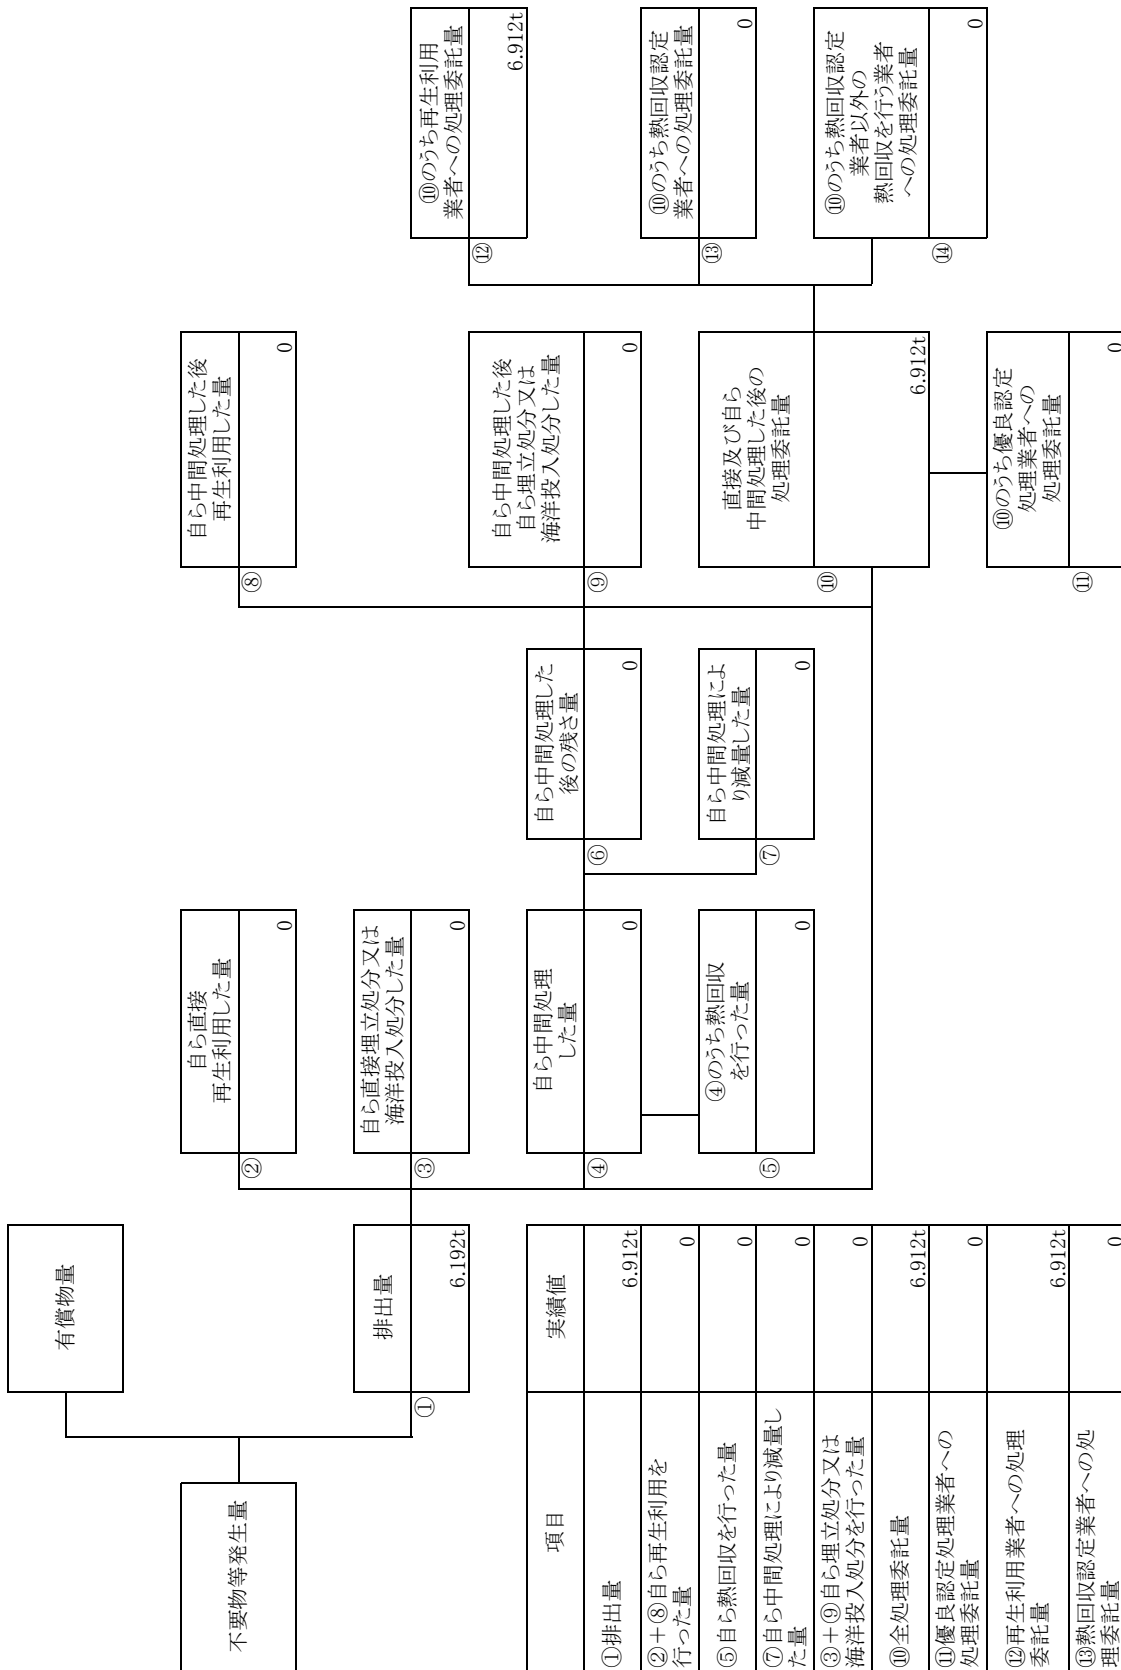 不要物等発生量
有償物量
①
排出量
6.192t
②
自ら直接
再生利用した量
0
③
自ら直接埋立処分又は
海洋投入処分した量
0
④
自ら中間処理
した量
0
⑤
④のうち熱回収
を行った量
0
⑥
自ら中間処理した
後の残さ量
0
⑦
自ら中間処理によ
り減量した量
0
⑧
自ら中間処理した後
再生利用した量
0
⑨
自ら中間処理した後
自ら埋立処分又は
海洋投入処分した量
0
⑩
直接及び自ら
中間処理した後の
処理委託量
6.912t
⑪
⑩のうち優良認定
処理業者への
処理委託量
0
⑫
⑩のうち再生利用
業者への処理委託量
6.912t
⑬
⑩のうち熱回収認定
業者への処理委託量
0
⑭
⑩のうち熱回収認定
業者以外の
熱回収を行う業者
への処理委託量
0
項目
実績値
①排出量
6.912t
②+⑧自ら再生利用を
行った量
0
⑤自ら熱回収を行った量
0
⑦自ら中間処理により減量し
た量
0
③+⑨自ら埋立処分又は
海洋投入処分を行った量
0
⑩全処理委託量
6.912t
⑪優良認定処理業者への
処理委託量
0
⑫再生利用業者への処理
委託量
6.912t
⑬熱回収認定業者への処
理委託量
0